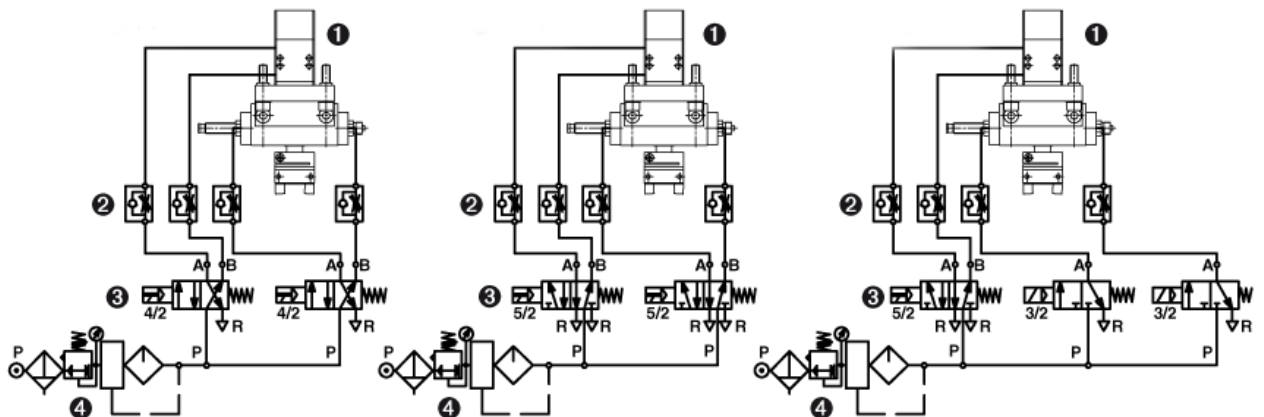 ❶ ❶ ❶
❷ ❷ ❷
A B A B A B A B A B A A
❸ 4/2 4/2 ❸ 5/2 5/2 ❸ 5/2 3/2 3/2
R R R R R R R R R R
P P P P P P
❹ ❹ ❹